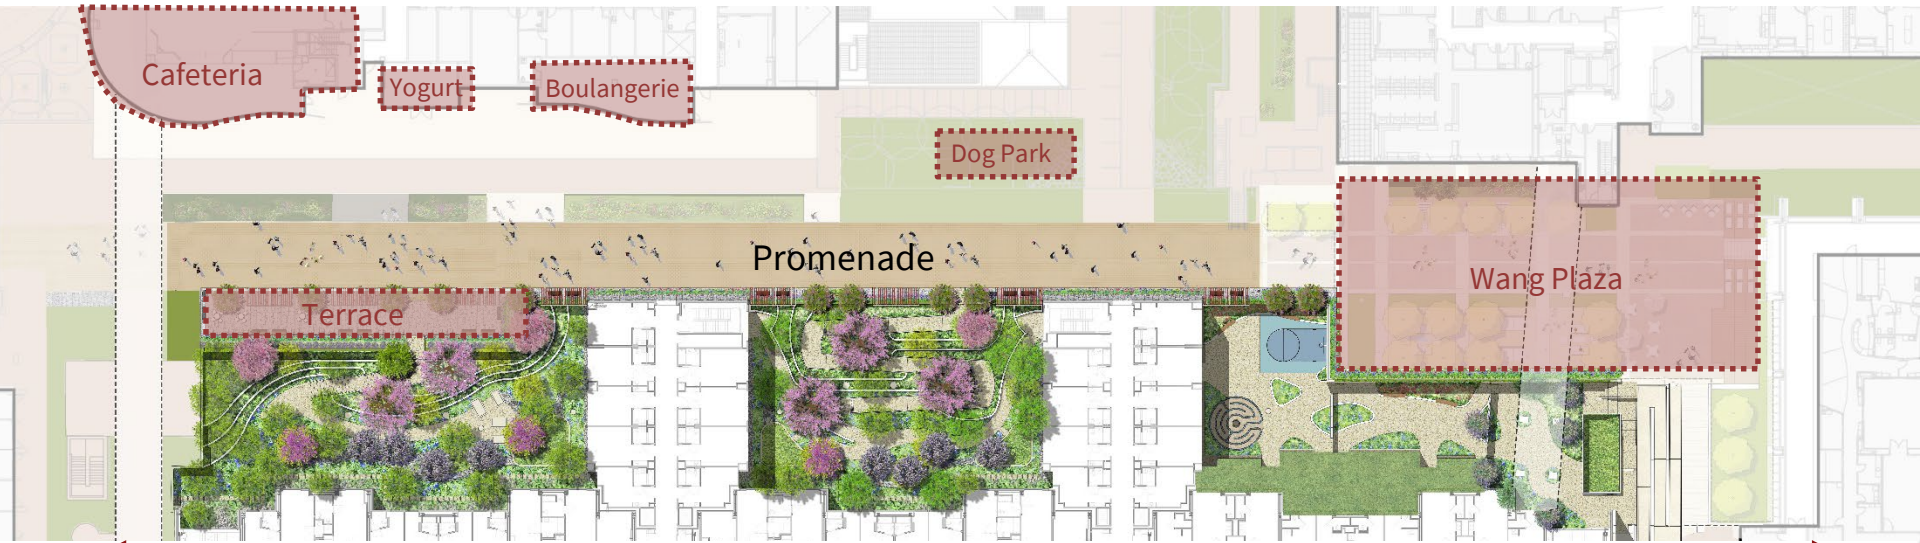 Cafeteria
Yogurt
Boulangerie
Dog Park
Promenade
Wang Plaza
Terrace